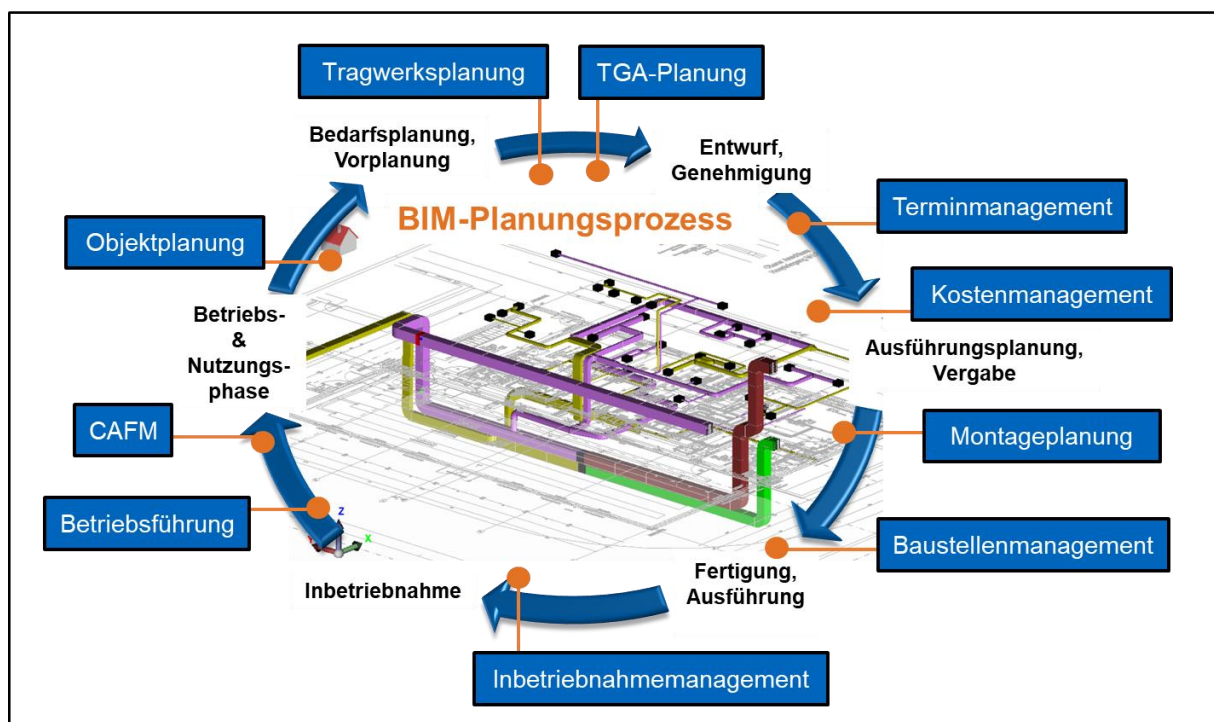 Tragwerksplanung
TGA-Planung
Bedarfsplanung,
Vorplanung
Entwurf,
Genehmigung
BIM-Planungsprozess
Terminmanagement
Objektplanung
Kostenmanagement
Betriebs-
&
Nutzungs-
phase
Ausführungsplanung,
Vergabe
CAFM
Montageplanung
Betriebsführung
Z
X
Baustellenmanagement
Inbetriebnahme
Fertigung,
Ausführung
Inbetriebnahmemanagement